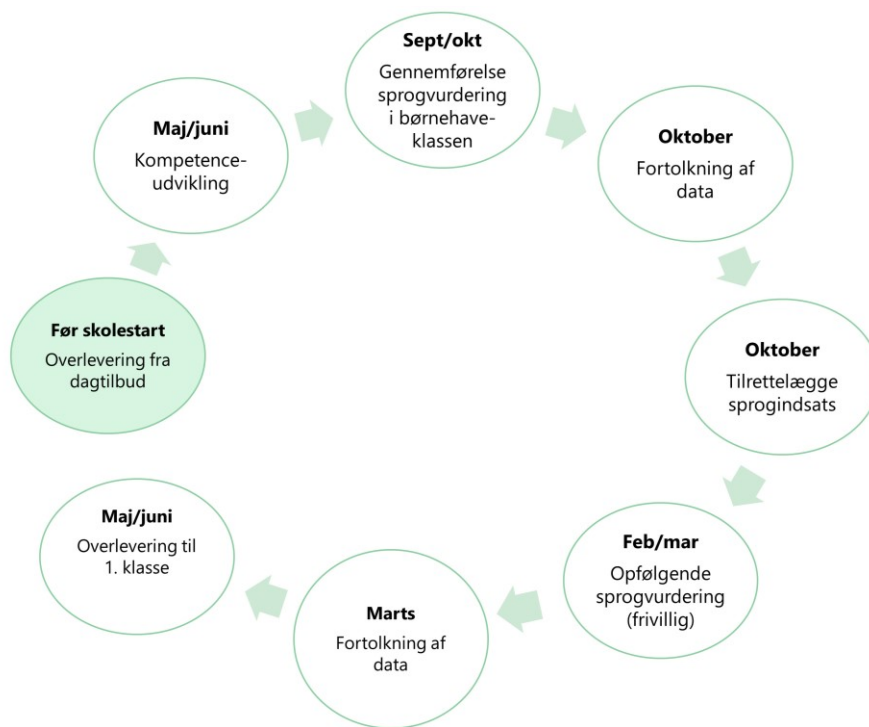 Før skolestart
Overlevering fra
dagtilbud
Maj/juni
Kompetence-
udvikling
Sept/okt
Gennemførelse
sprogvurdering
i børnehave-
klassen
Oktober
Fortolkning af
data
Oktober
Tilrettelægge
sprogindsats
Feb/mar
Opfølgende
sprogvurdering
(frivillig)
Marts
Fortolkning af
data
Maj/juni
Overlevering til
1. klasse